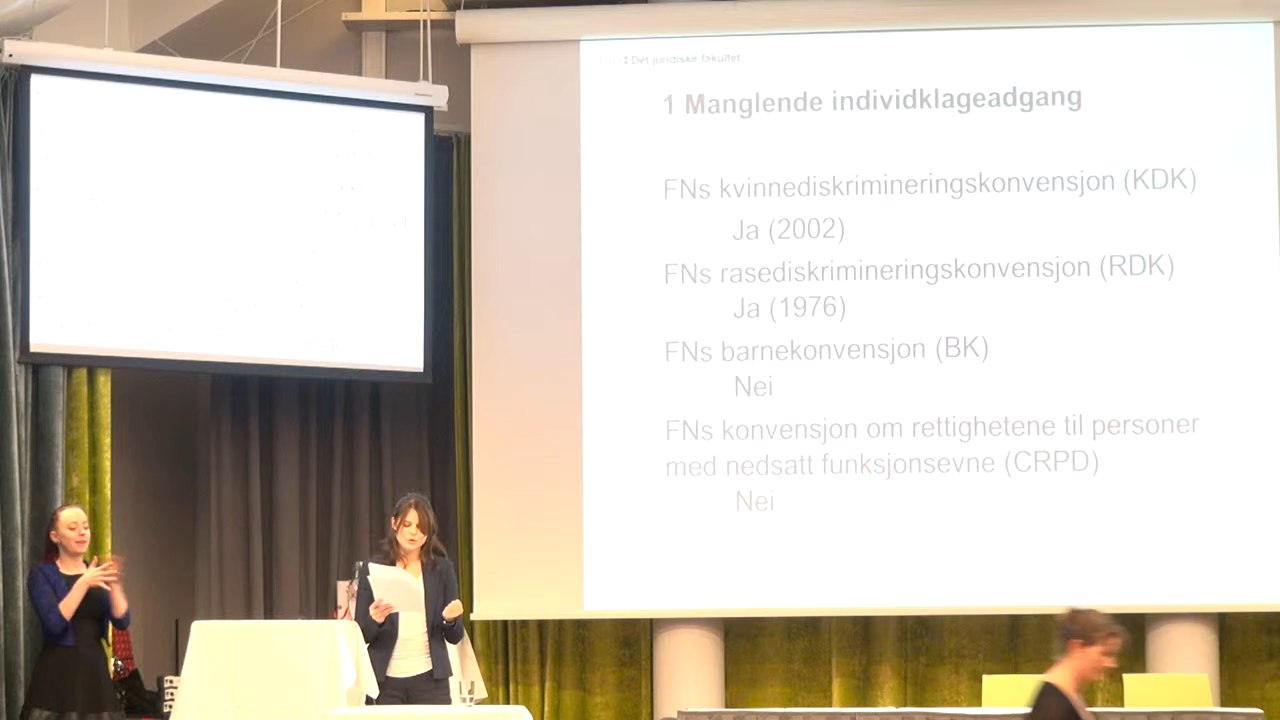 Det juridiske fakultet
1 Manglende individklageadgang
FNs kvinnediskrimineringskonvensjon (KDK)
Ja (2002)
FNs rasediskrimineringskonvensjon (RDK)
Ja (1976)
FNs barnekonvensjon (BK)
Nei
FNs konvensjon om rettighetene til personer
med nedsatt funksjonsevne (CRPD)
Nei